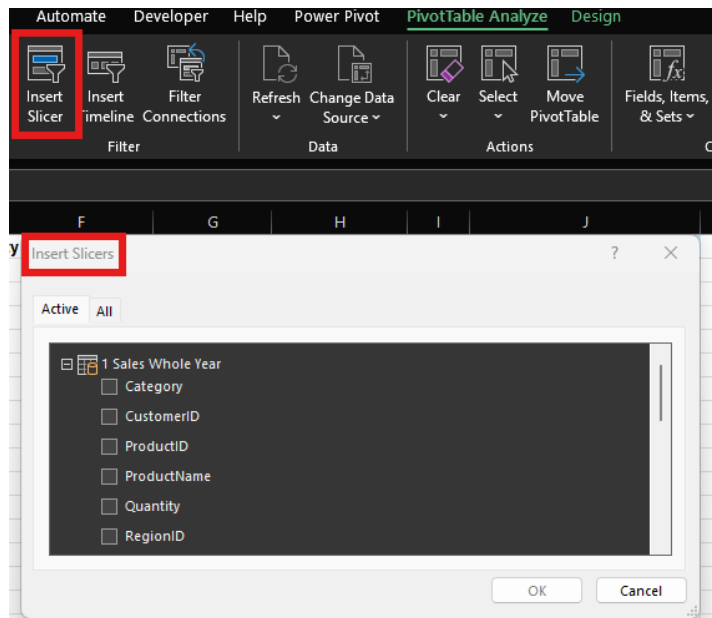 Automate Developer Help Power Pivot PivotTable Analyze Design
Insert Slicer
Insert Timeline
Filter Connections
Refresh
Change Data Source
Clear
Select
Move PivotTable
Fields, Items, & Sets
Filter Data Actions C
F G H I J
y
Insert Slicers ?
Active All
1 Sales Whole Year
Category
CustomerID
ProductID
ProductName
Quantity
RegionID
OK Cancel